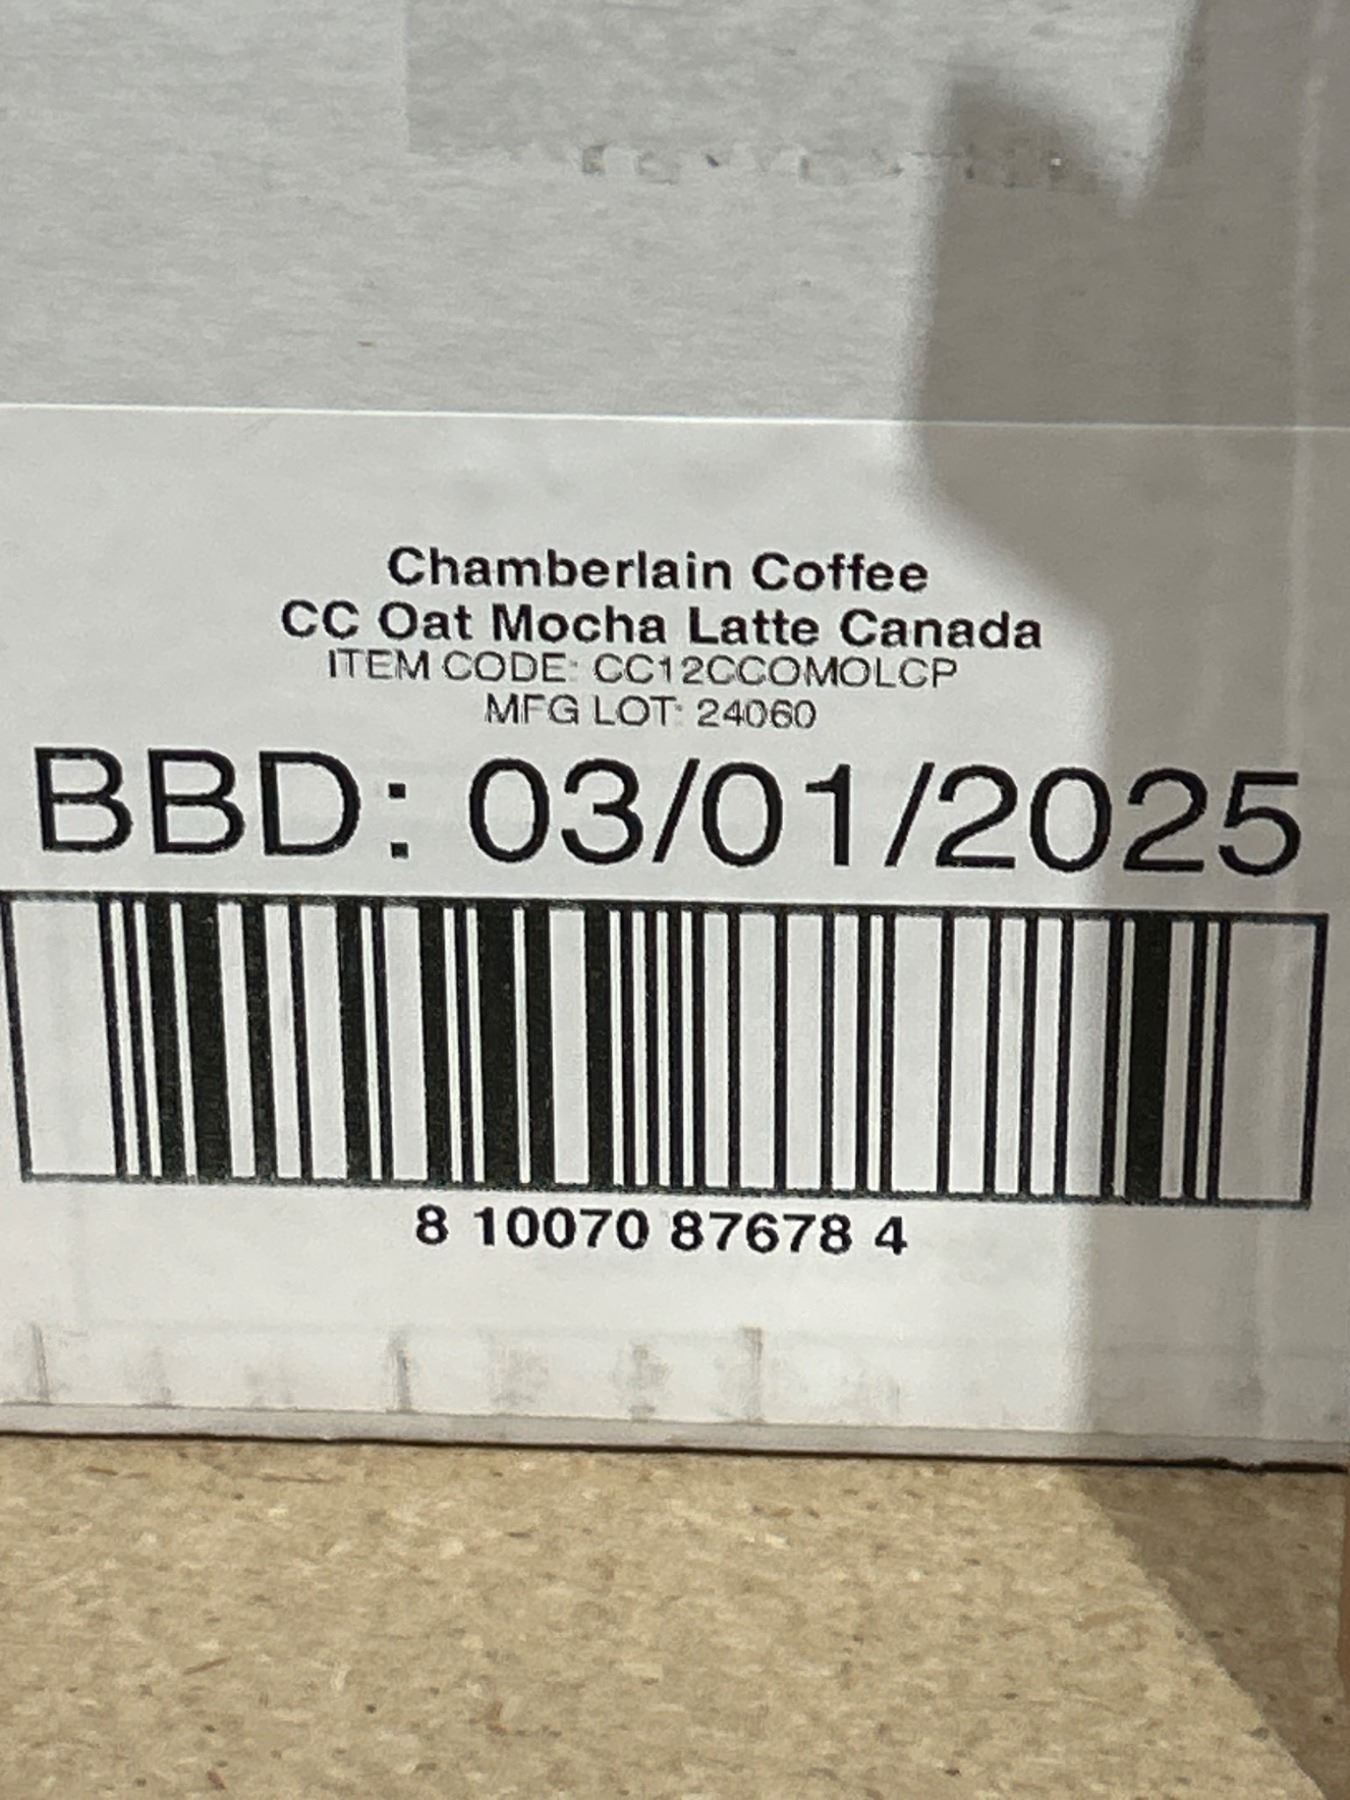 Chamberlain Coffee
CC Oat Mocha Latte Canada
ITEM CODE: CC12CCOMOLCP
MFG LOT: 24060
BBD: 03/01/2025
8 10070 87678 4